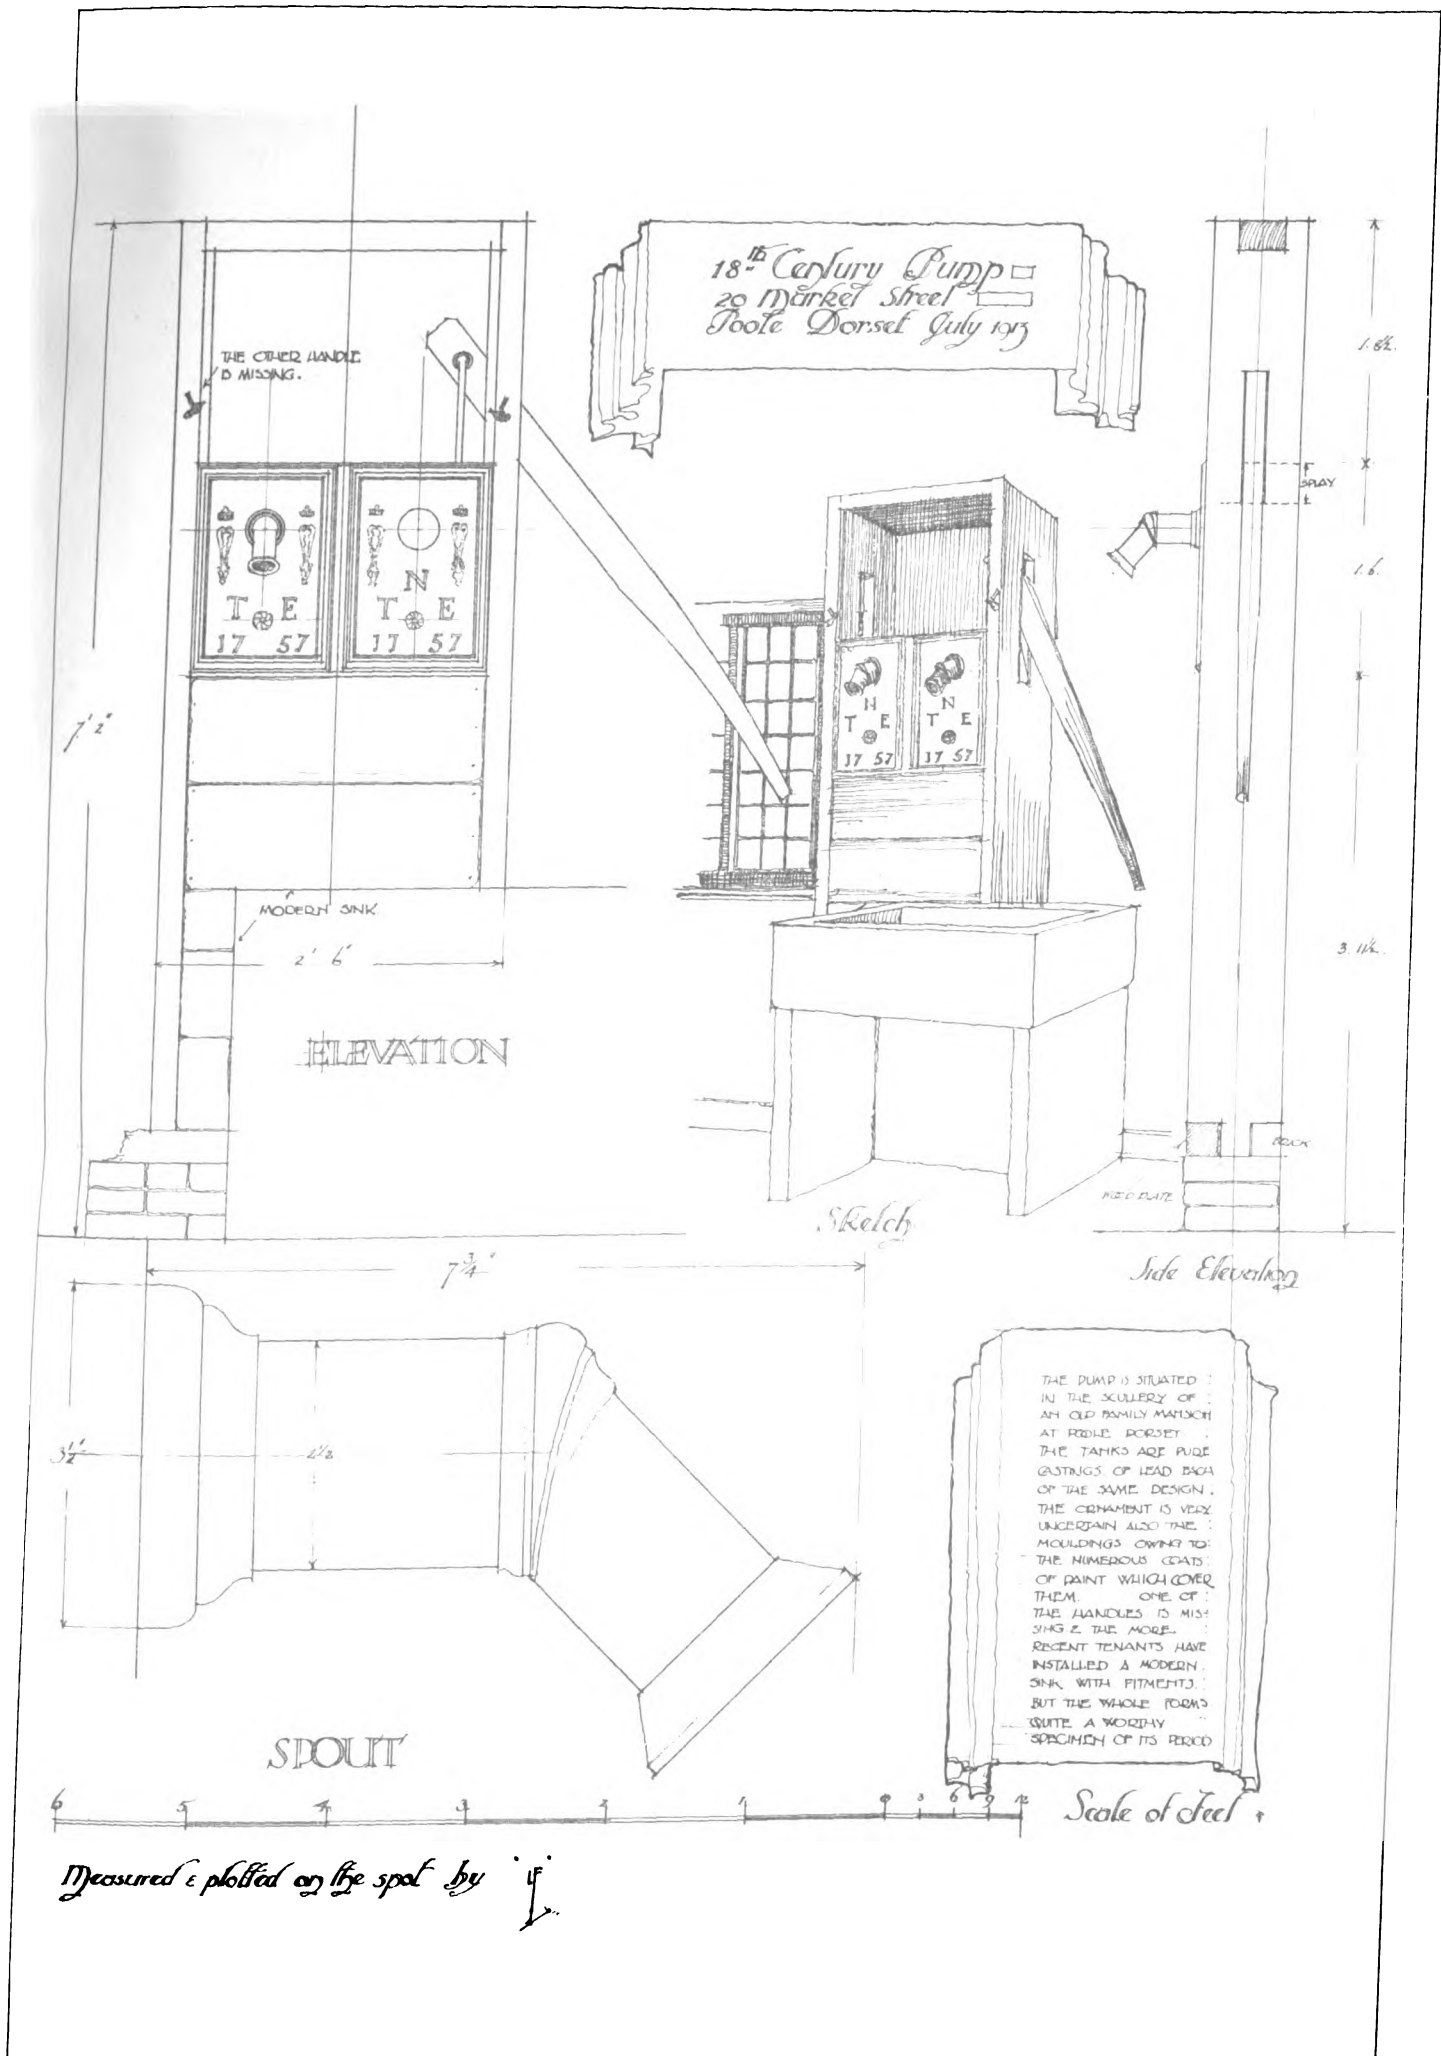 18th Century Pump
20 Market Street
Poole Dorset July 1913
THE OTHER HANDLE
IS MISSING.
T E
17 57
N
T E
17 57
7' 2"
MODERN SINK
2' 6"
ELEVATION
N
T E
17 57
N
T E
17 57
Sketch
1. 8½.
SPLAY
1. 6.
3. 11½.
BRICK
WOOD PLATE
Side Elevation
7 ¾"
3½"
2½
SPOUT
THE PUMP IS SITUATED :
IN THE SCULLERY OF :
AN OLD FAMILY MANSION
AT POOLE DORSET .
THE TANKS ARE PURE
CASTINGS OF LEAD EACH
OF THE SAME DESIGN .
THE ORNAMENT IS VERY
UNCERTAIN ALSO THE :
MOULDINGS OWING TO :
THE NUMEROUS COATS :
OF PAINT WHICH COVER
THEM. ONE OF :
THE HANDLES IS MIS-
SING & THE MORE
RECENT TENANTS HAVE
INSTALLED A MODERN
SINK WITH FITMENTS. :
BUT THE WHOLE FORMS
QUITE A WORTHY
SPECIMEN OF ITS PERIOD
6 5 4 3 2 1 0 3 6 9 12
Scale of feet
Measured & plotted on the spot by